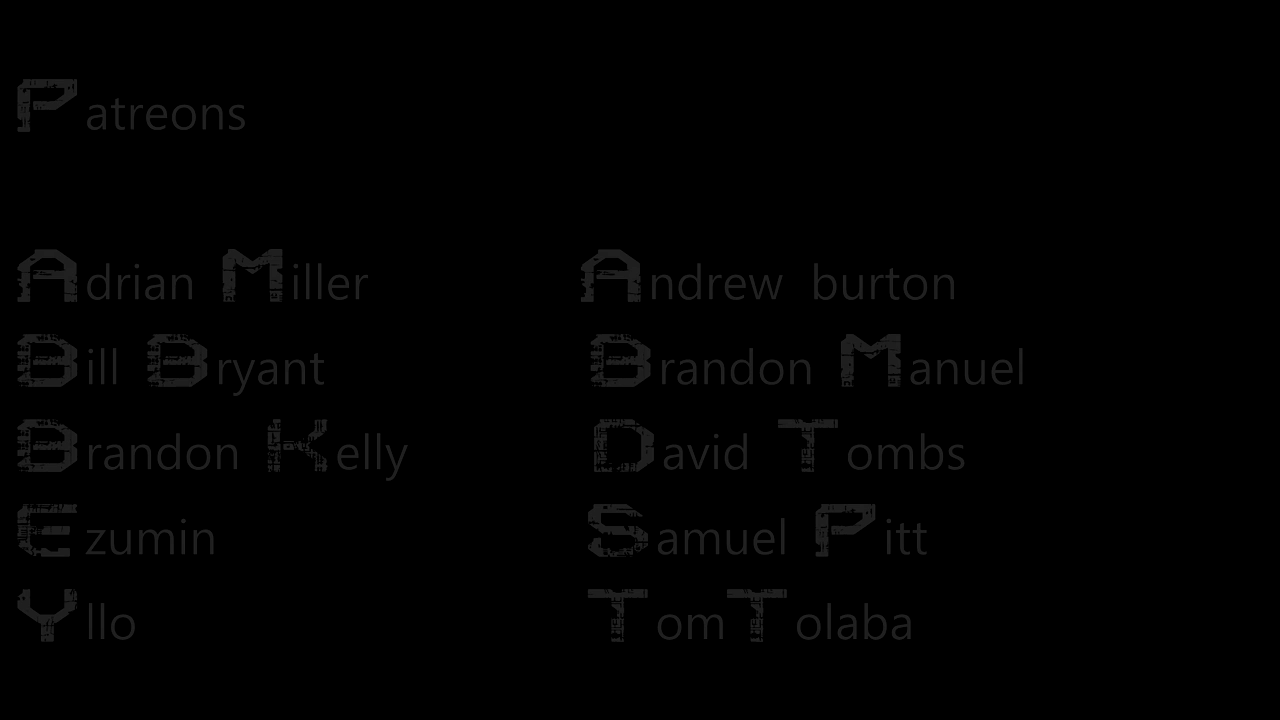 Patreons
Adrian Miller
Andrew burton
Bill Bryant
Brandon Manuel
Brandon Kelly
David Tombs
Ezumin
Samuel Pitt
Yllo
Tom Tolaba